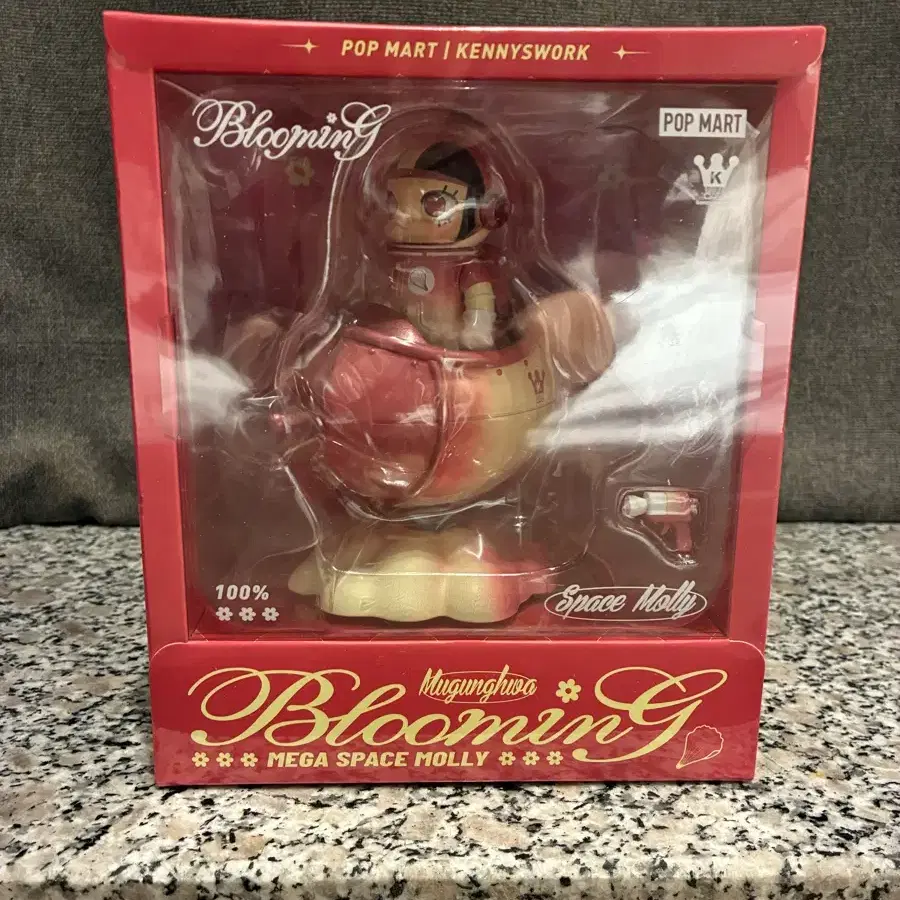 POP MART | KENNYSWORK
BloominG
POP MART
K
100%
Space Molly
Mugunghwa
BloominG
MEGA SPACE MOLLY